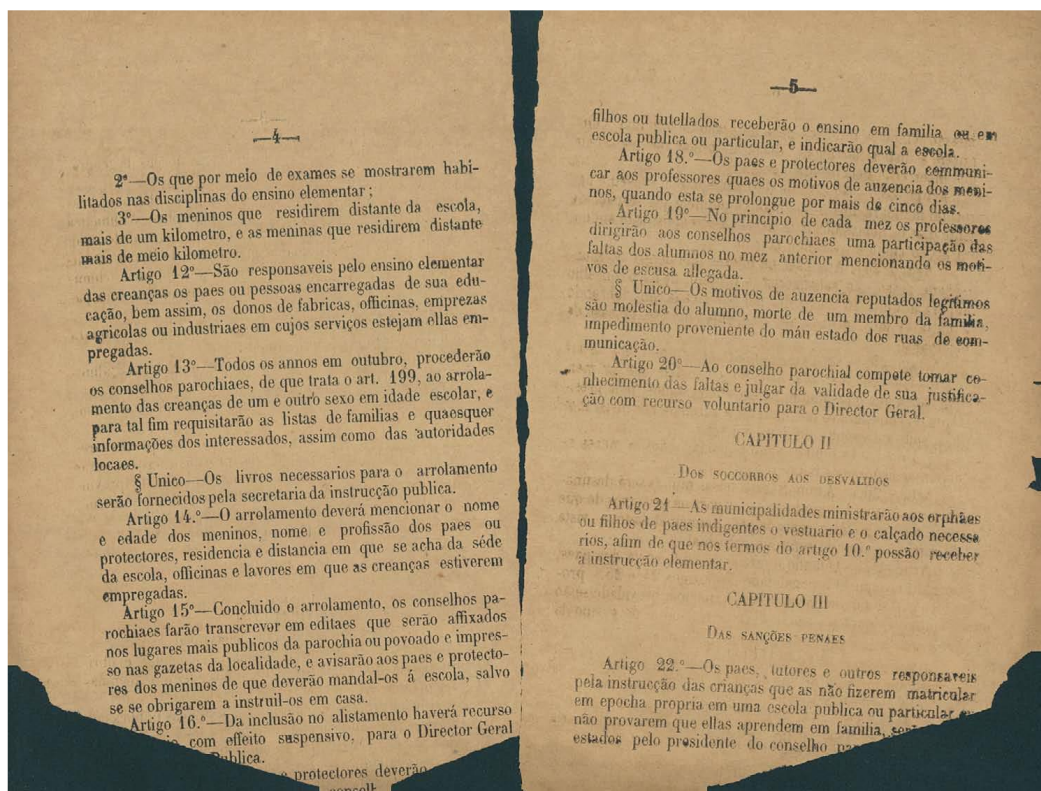 —4—
2º—Os que por meio de exames se mostrarem habi-
litados nas disciplinas do ensino elementar;
3º—Os meninos que residirem distante da escola,
mais de um kilometro, e as meninas que residirem distante
mais de meio kilometro.
Artigo 12º—São responsaveis pelo ensino elementar
das creanças os paes ou pessoas encarregadas de sua edu-
cação, bem assim, os donos de fabricas, officinas, emprezas
agricolas ou industriaes em cujos serviços estejam ellas em-
pregadas.
Artigo 13º—Todos os annos em outubro, procederão
os conselhos parochiaes, de que trata o art. 199, ao arrola-
mento das creanças de um e outro sexo em idade escolar, e
para tal fim requisitarão as listas de familias e quaesquer
informações dos interessados, assim como das autoridades
locaes.
§ Unico—Os livros necessarios para o arrolamento
serão fornecidos pela secretaria da instrucção publica.
Artigo 14.º—O arrolamento deverá mencionar o nome
e edade dos meninos, nome e profissão dos paes ou
protectores, residencia e distancia em que se acha da séde
da escola, officinas e lavores em que as creanças estiverem
empregadas.
Artigo 15º—Concluido o arrolamento, os conselhos pa-
rochiaes farão transcrever em editaes que serão affixados
nos lugares mais publicos da parochia ou povoado e impres-
so nas gazetas da localidade, e avisarão aos paes e protecto-
res dos meninos de que deverão mandal-os á escola, salvo
se se obrigarem a instruil-os em casa.
Artigo 16.º—Da inclusão no alistamento haverá recurso
com effeito suspensivo, para o Director Geral
protectores deverão
—5—
filhos ou tutellados receberão o ensino em familia ou em
escola publica ou particular, e indicarão qual a escola.
Artigo 18.º—Os paes e protectores deverão communi-
car aos professores quaes os motivos de auzencia dos meni-
nos, quando esta se prolongue por mais de cinco dias.
Artigo 19º—No principio de cada mez os professores
dirigirão aos conselhos parochiaes uma participação das
faltas dos alumnos no mez anterior mencionando os moti-
vos de escusa allegada.
§ Unico—Os motivos de auzencia reputados legitimos
são molestia do alumno, morte de um membro da familia,
impedimento proveniente do máu estado dos ruas de com-
municação.
Artigo 20º—Ao conselho parochial compete tomar co-
nhecimento das faltas e julgar da validade de sua justifica-
ção com recurso voluntario para o Director Geral.
CAPITULO II
DOS SOCCORROS AOS DESVALIDOS
Artigo 21—As municipalidades ministrarão aos orphãos
ou filhos de paes indigentes o vestuario e o calçado necessa
rios, afim de que nos termos do artigo 10.º possão receber
a instrucção elementar.
CAPITULO III
DAS SANÇÕES PENAES
Artigo 22.º—Os paes, tutores e outros responsaveis
pela instrucção das crianças que as não fizerem matricular
em epocha propria em uma escola publica ou particular
não provarem que ellas aprendem em familia,
estados pelo presidente do conselho